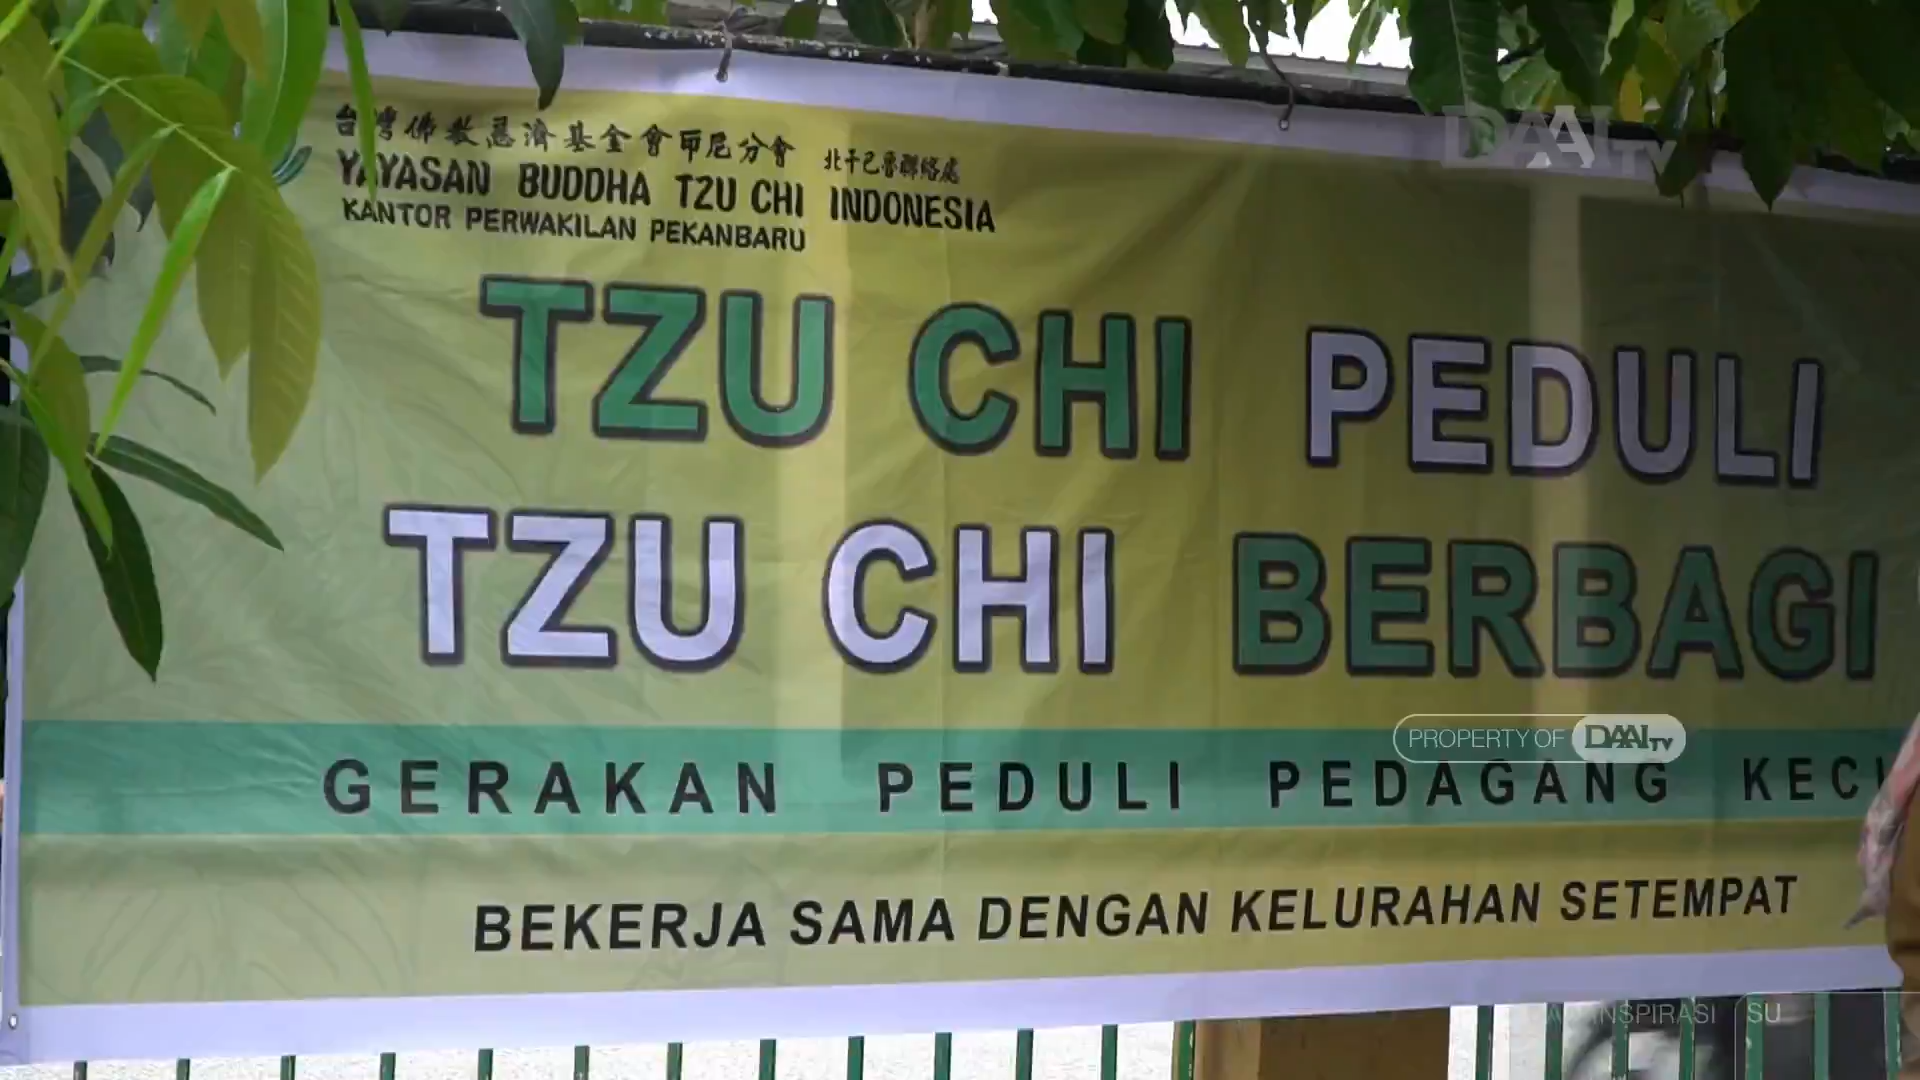 台灣佛教慈濟基金會印尼分會 北干巴魯聯絡處
YAYASAN BUDDHA TZU CHI INDONESIA
KANTOR PERWAKILAN PEKANBARU
DAAI TV
TZU CHI PEDULI
TZU CHI BERBAGI
PROPERTY OF DAAI TV
GERAKAN PEDULI PEDAGANG KECI
BEKERJA SAMA DENGAN KELURAHAN SETEMPAT
INSPIRASI SU